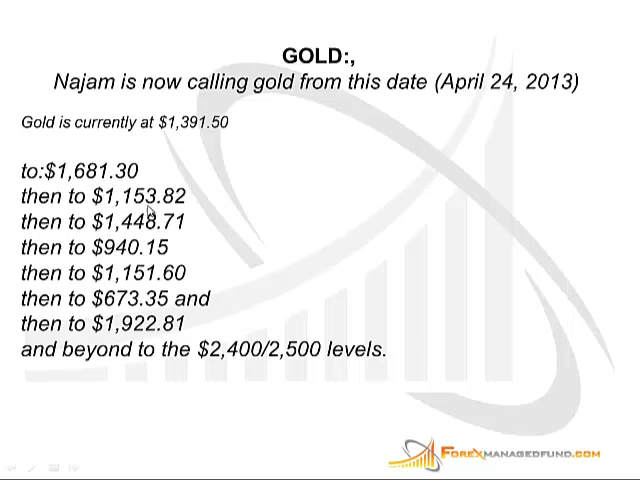 GOLD:,
Najam is now calling gold from this date (April 24, 2013)
Gold is currently at $1,391.50
to:$1,681.30
then to $1,153.82
then to $1,448.71
then to $940.15
then to $1,151.60
then to $673.35 and
then to $1,922.81
and beyond to the $2,400/2,500 levels.
FOREXMANAGEDFUND.COM